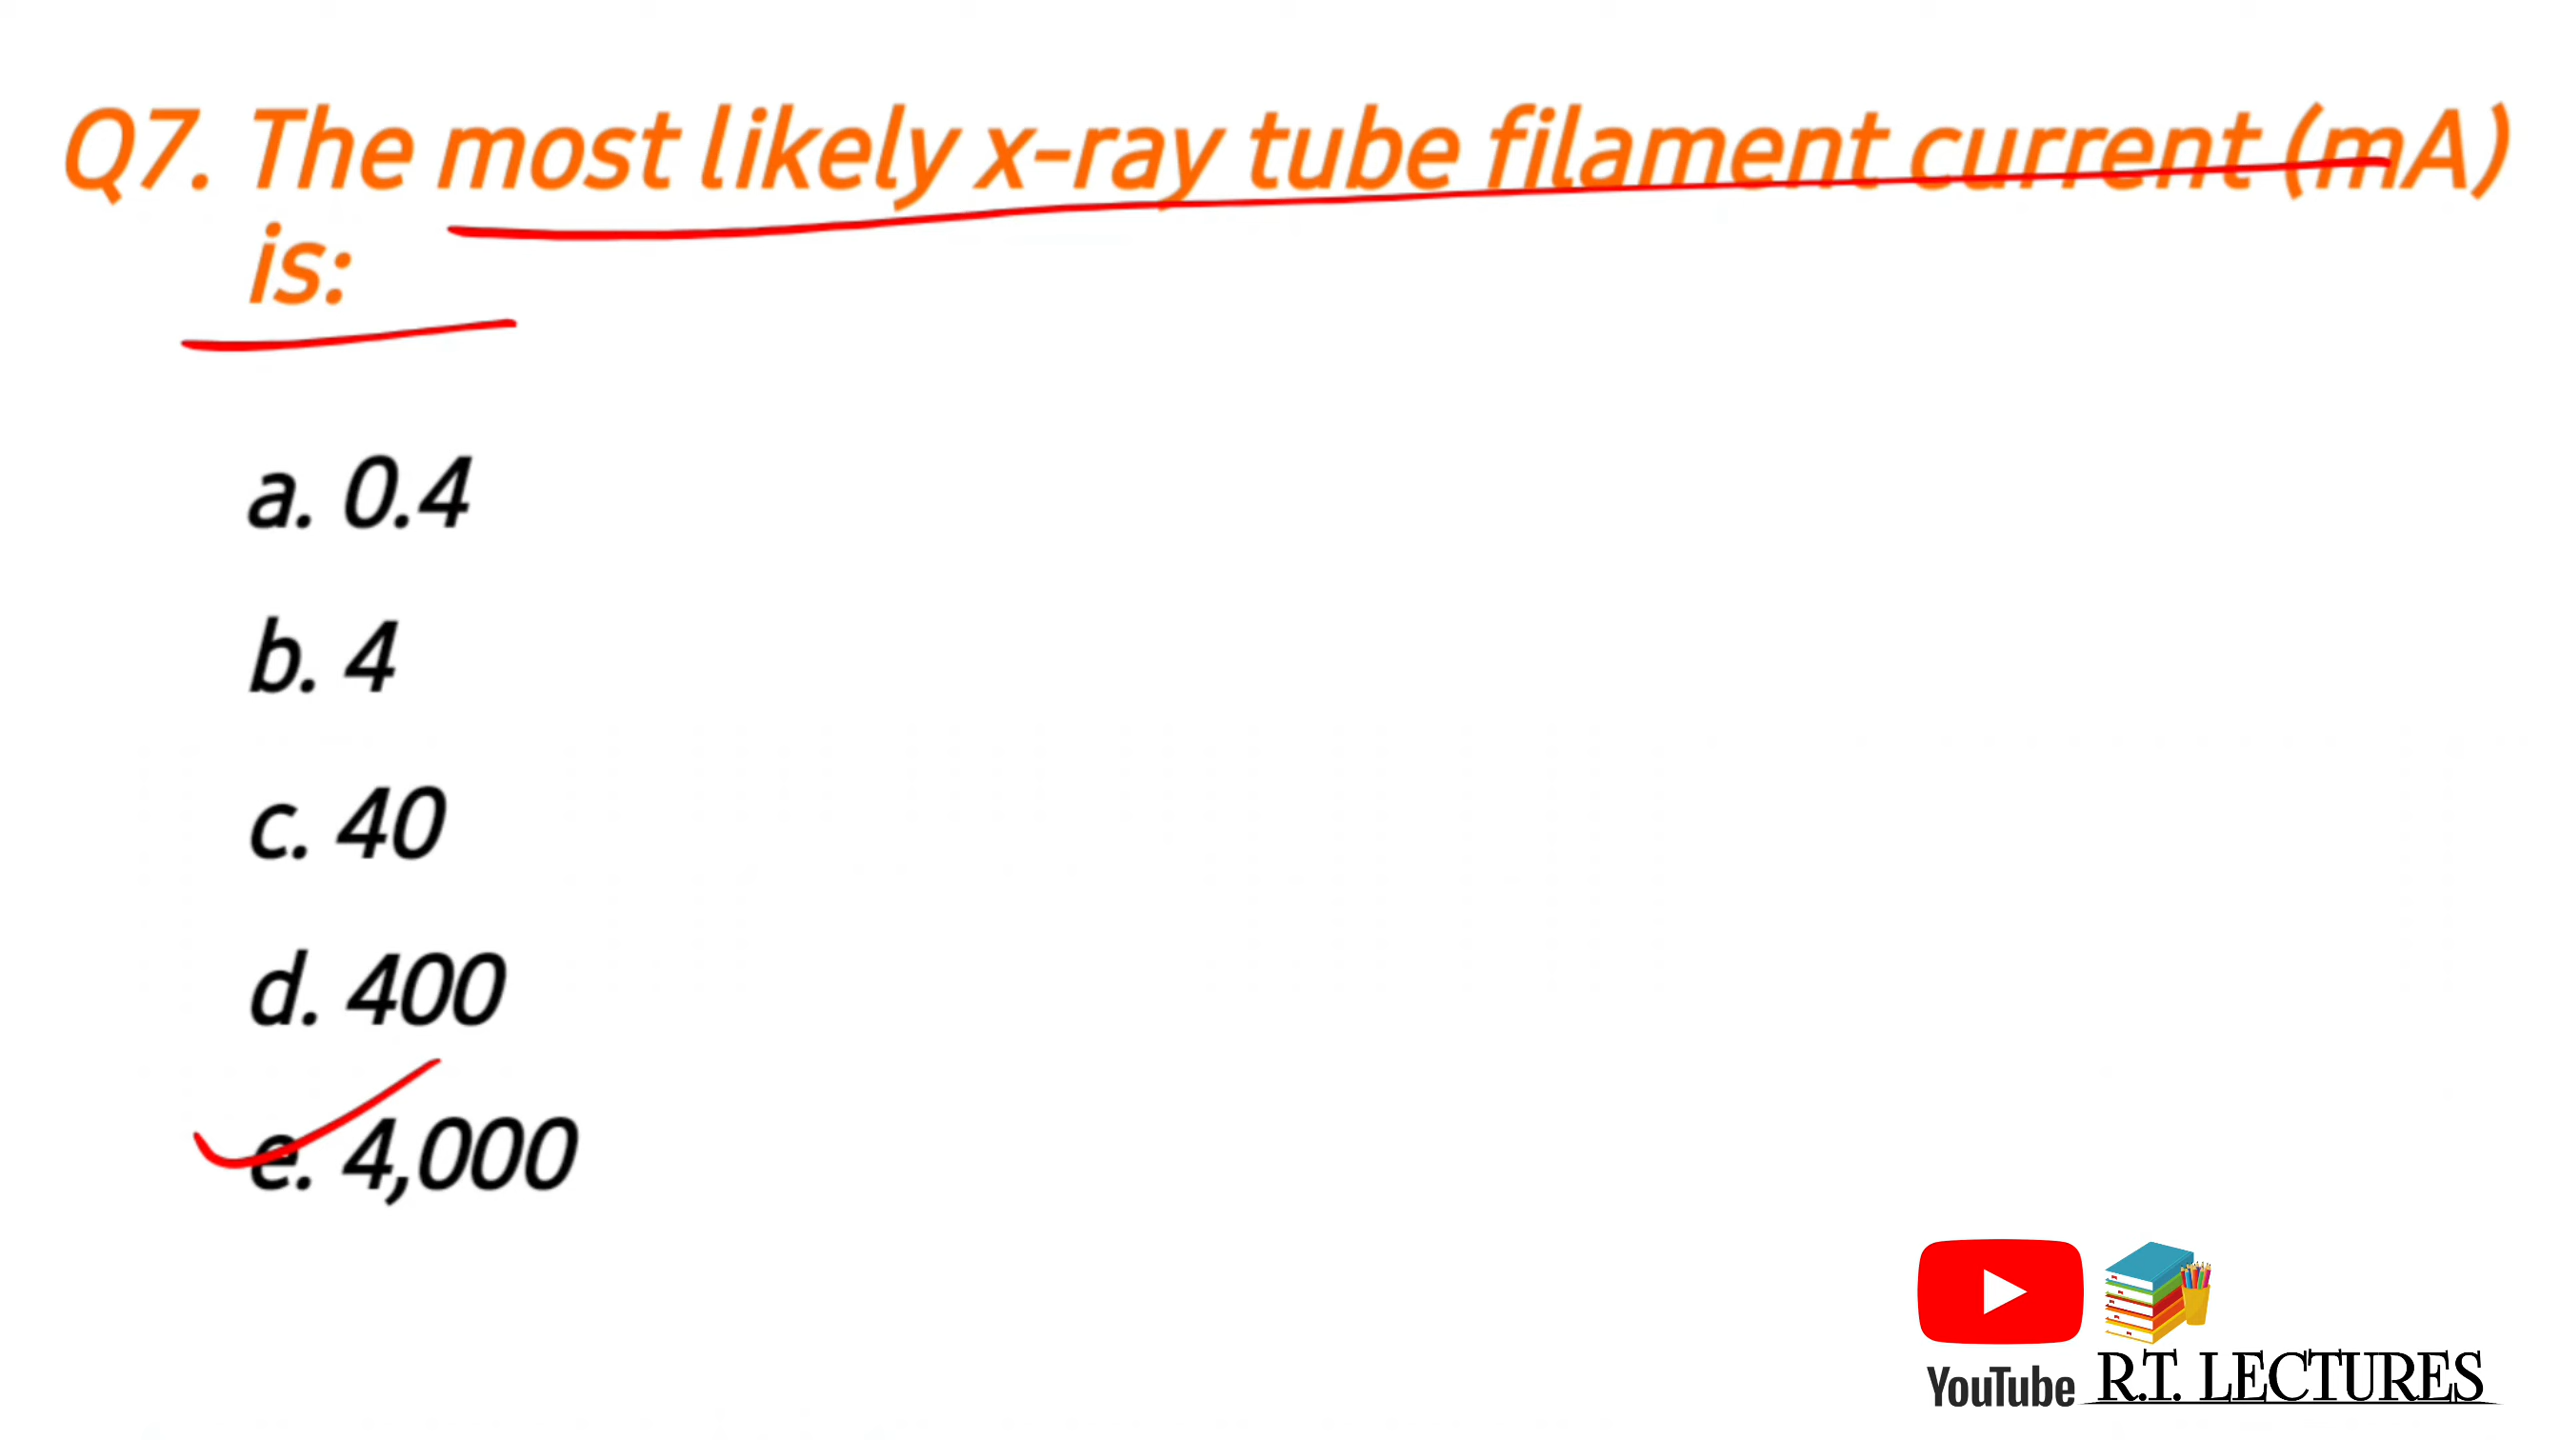 Q7. The most likely x-ray tube filament current (mA)
is:
a. 0.4
b. 4
c. 40
d. 400
e. 4,000
YouTube R.T. LECTURES